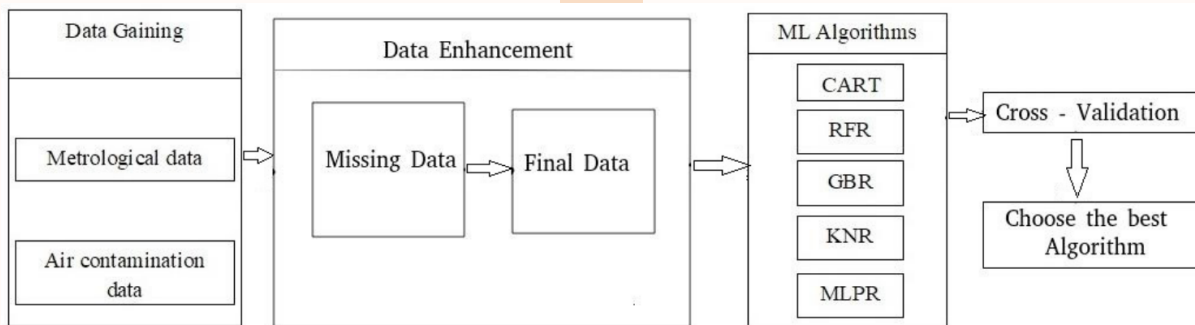 Data Gaining
Metrological data
Air contamination
data
Data Enhancement
Missing Data
Final Data
ML Algorithms
CART
RFR
GBR
KNR
MLPR
Cross - Validation
Choose the best
Algorithm